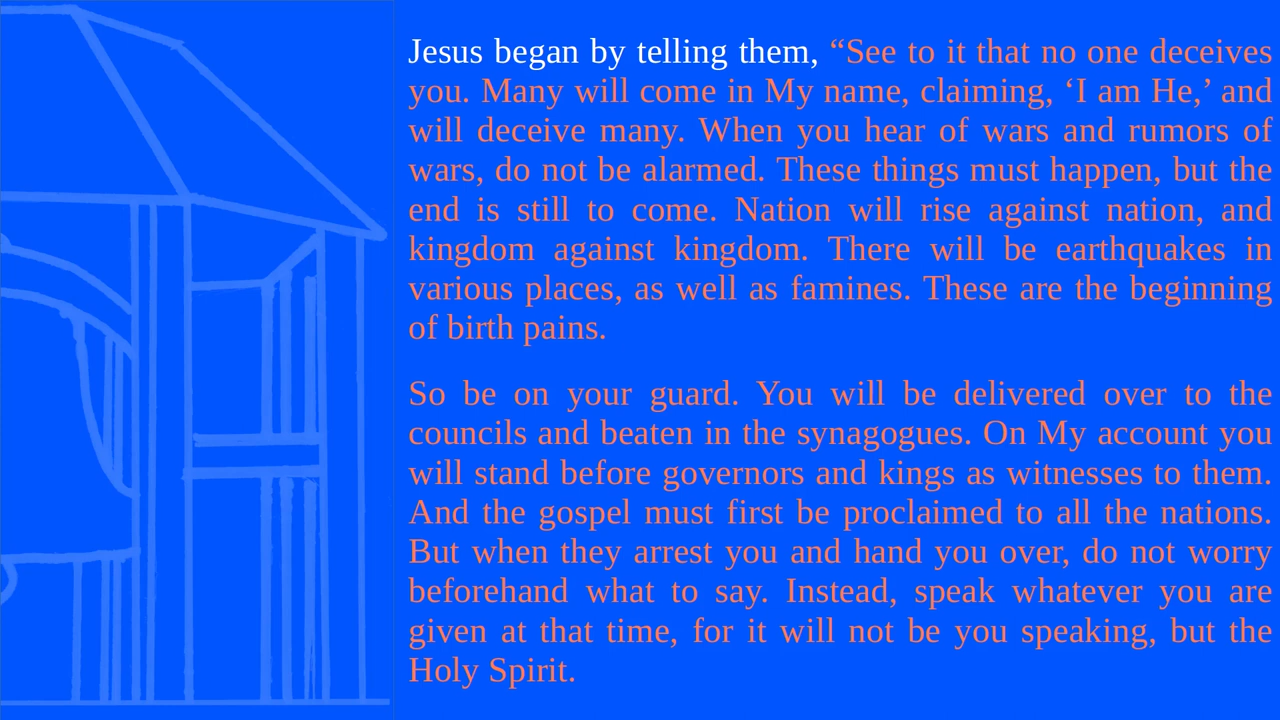 Jesus began by telling them, “See to it that no one deceives
you. Many will come in My name, claiming, ‘I am He,’ and
will deceive many. When you hear of wars and rumors of
wars, do not be alarmed. These things must happen, but the
end is still to come. Nation will rise against nation, and
kingdom against kingdom. There will be earthquakes in
various places, as well as famines. These are the beginning
of birth pains.
So be on your guard. You will be delivered over to the
councils and beaten in the synagogues. On My account you
will stand before governors and kings as witnesses to them.
And the gospel must first be proclaimed to all the nations.
But when they arrest you and hand you over, do not worry
beforehand what to say. Instead, speak whatever you are
given at that time, for it will not be you speaking, but the
Holy Spirit.